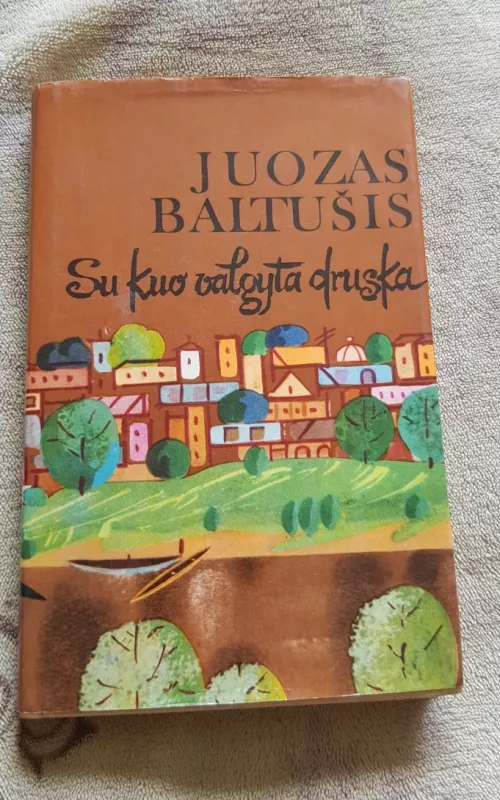 JUOZAS
BALTUŠIS
Su kuo valgyta druska